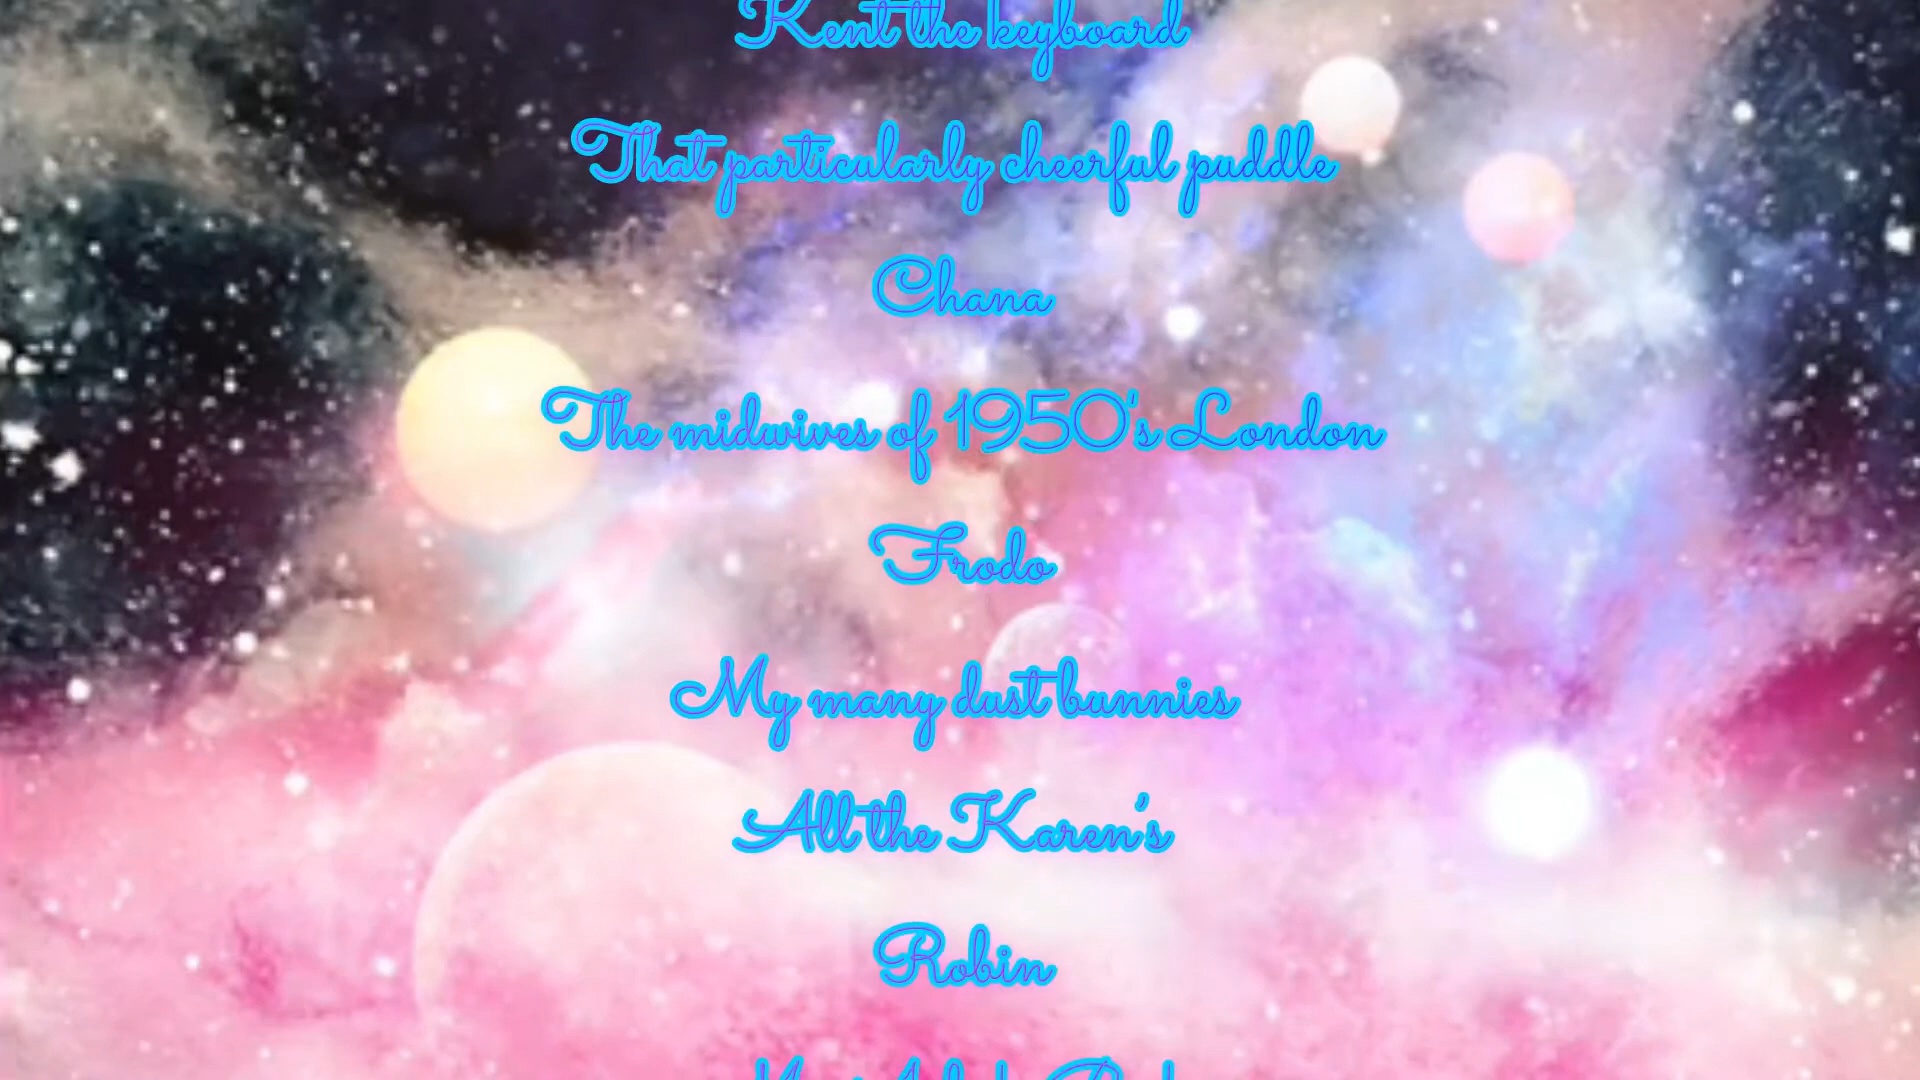 Kent the keyboard
That particularly cheerful puddle
Chana
The midwives of 1950's London
Frodo
My many dust bunnies
All the Karen's
Robin